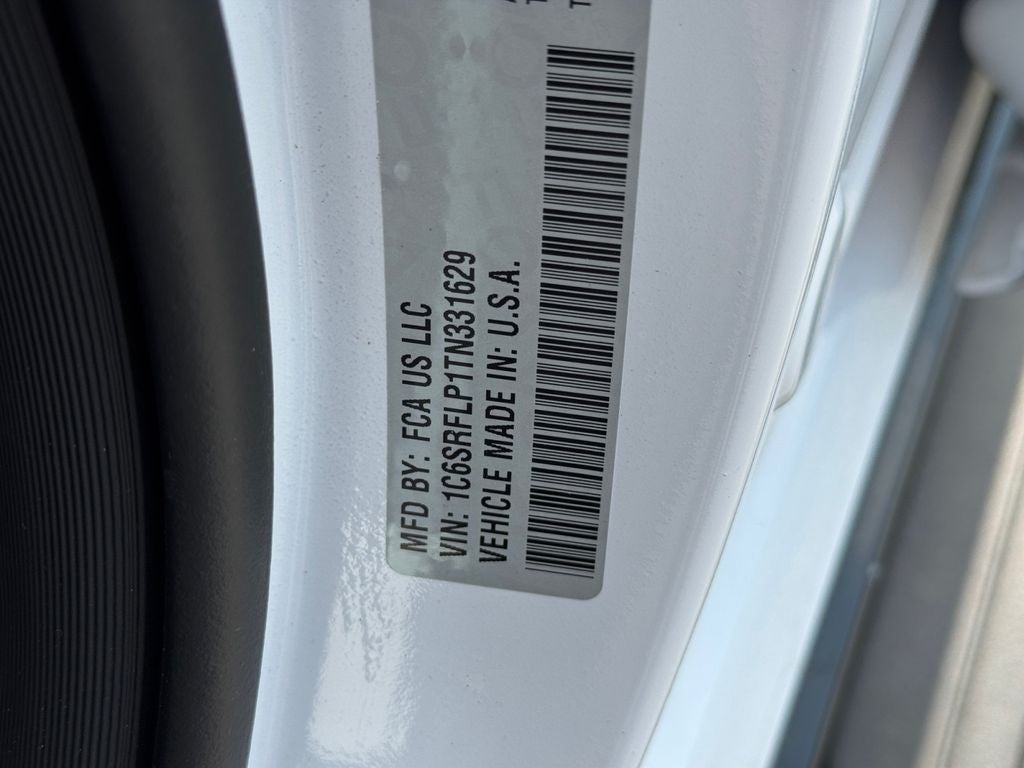 MFD BY: FCA US LLC
VIN: 1C6SRFLP1TN331629
VEHICLE MADE IN: U.S.A.